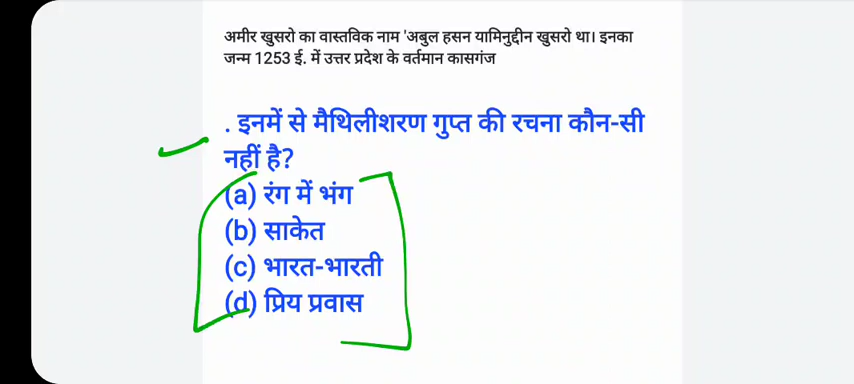 अमीर खुसरो का वास्तविक नाम 'अबुल हसन यामिनुद्दीन खुसरो था। इनका
जन्म 1253 ई. में उत्तर प्रदेश के वर्तमान कासगंज
. इनमें से मैथिलीशरण गुप्त की रचना कौन-सी
नहीं है?
(a) रंग में भंग
(b) साकेत
(c) भारत-भारती
(d) प्रिय प्रवास